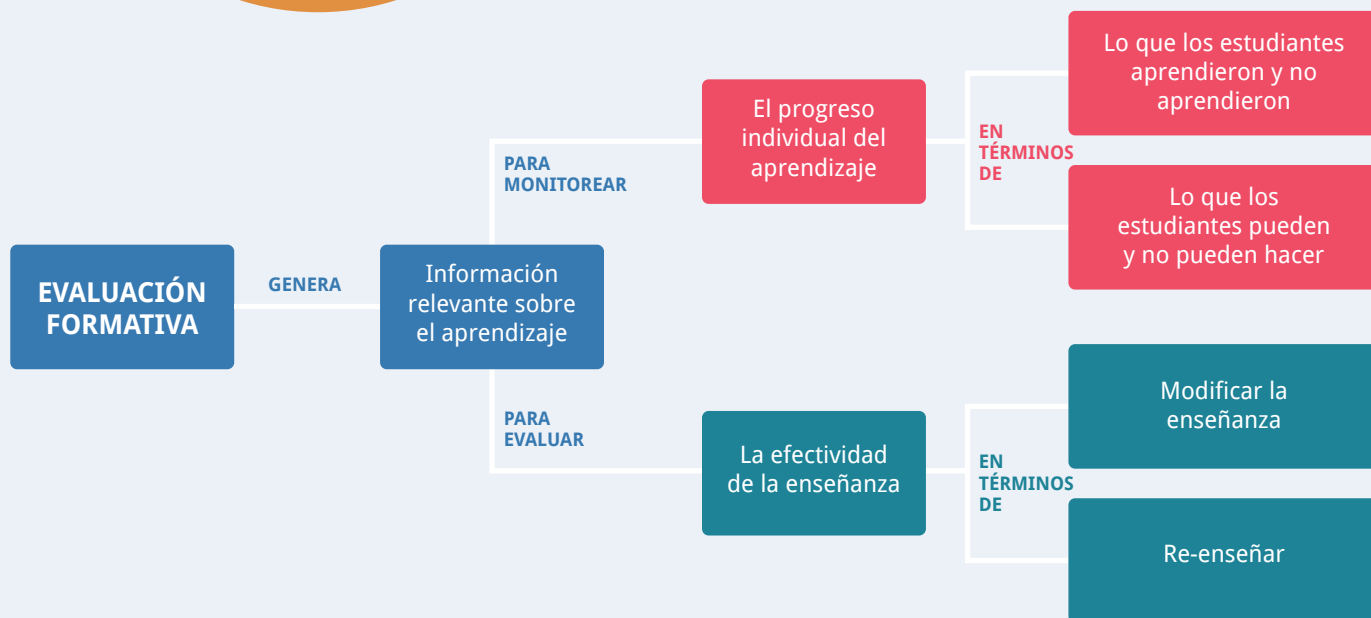 EVALUACIÓN
FORMATIVA
GENERA
Información
relevante sobre
el aprendizaje
PARA
MONITOREAR
El progreso
individual del
aprendizaje
EN
TÉRMINOS
DE
Lo que los estudiantes
aprendieron y no
aprendieron
Lo que los
estudiantes pueden
y no pueden hacer
PARA
EVALUAR
La efectividad
de la enseñanza
EN
TÉRMINOS
DE
Modificar la
enseñanza
Re-enseñar